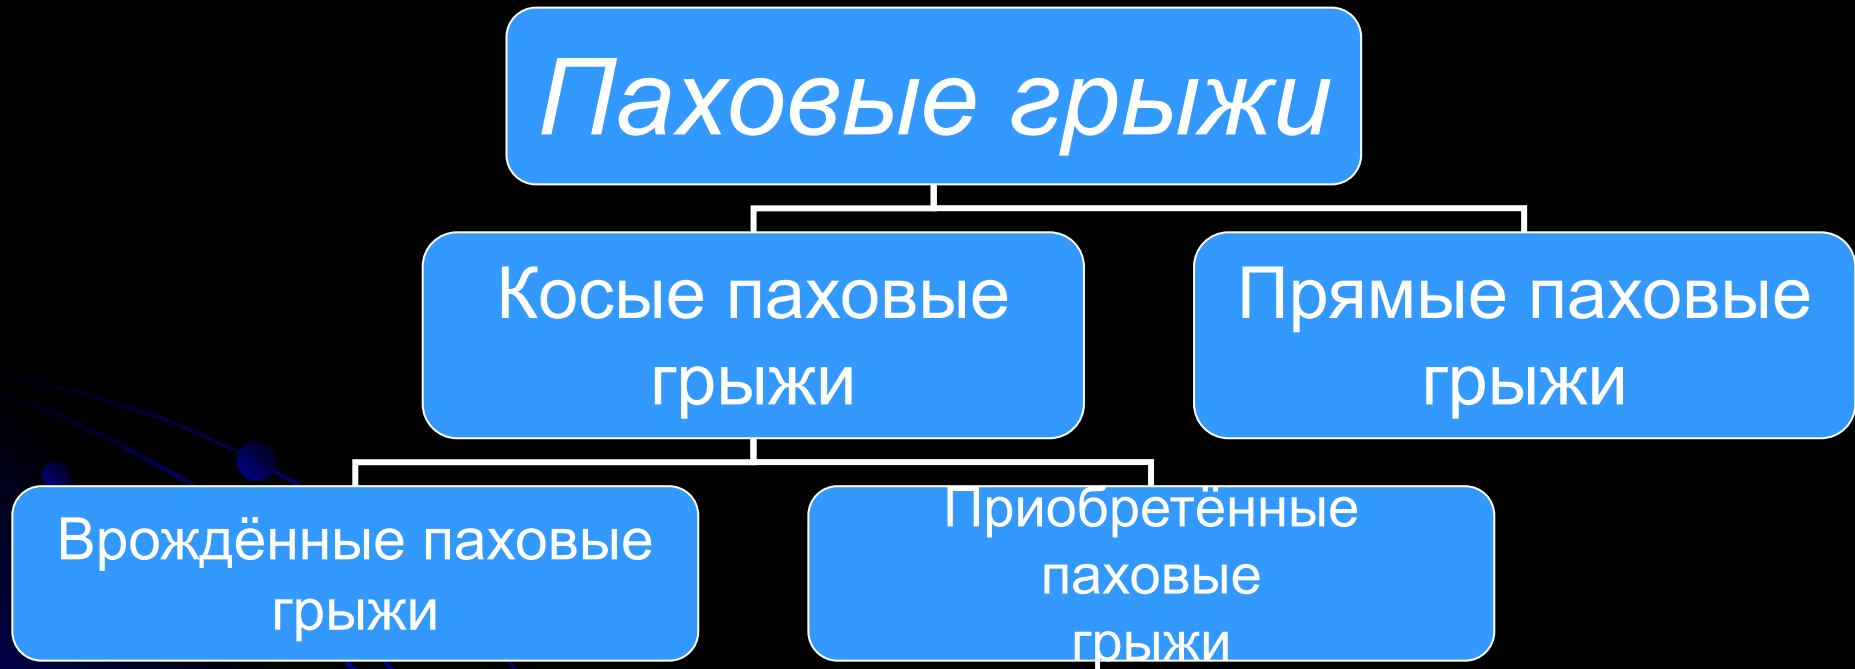 Паховые грыжи
Косые паховые
грыжи
Прямые паховые
грыжи
Врождённые паховые
грыжи
Приобретённые
паховые
грыжи